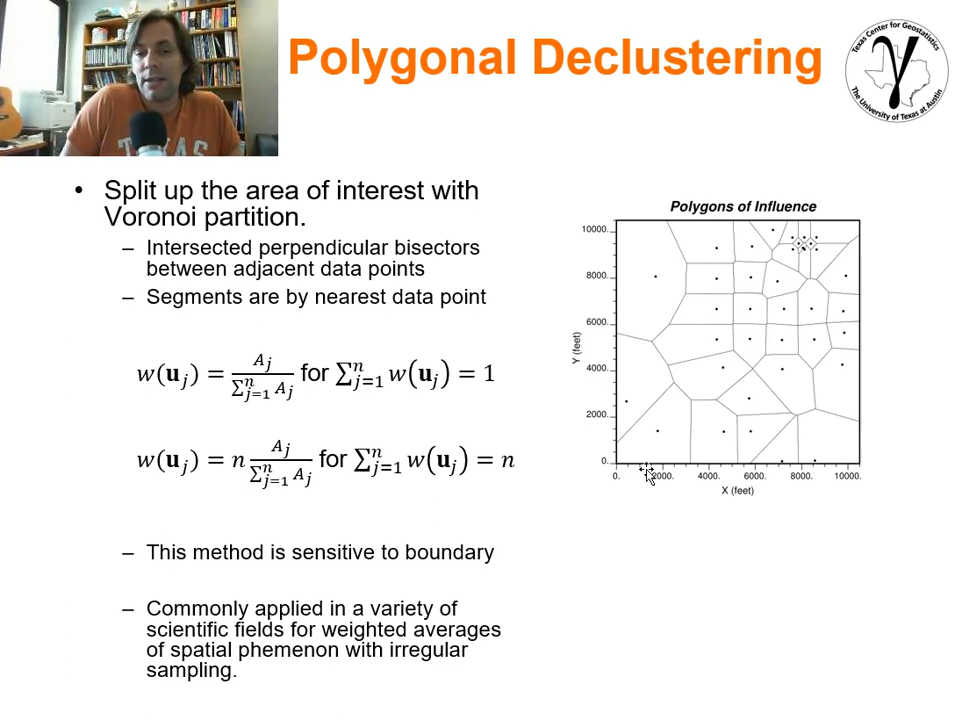 Polygonal Declustering
Texas Center for Geostatistics
The University of Texas at Austin
γ
TEXAS
• Split up the area of interest with
Voronoi partition.
– Intersected perpendicular bisectors
between adjacent data points
– Segments are by nearest data point
w(𝐮ⱼ) = Aⱼ / ∑ⁿⱼ₌₁ Aⱼ for ∑ⁿⱼ₌₁ w(𝐮ⱼ) = 1
w(𝐮ⱼ) = n Aⱼ / ∑ⁿⱼ₌₁ Aⱼ for ∑ⁿⱼ₌₁ w(𝐮ⱼ) = n
– This method is sensitive to boundary
– Commonly applied in a variety of
scientific fields for weighted averages
of spatial phemenon with irregular
sampling.
Polygons of Influence
10000.
8000.
6000.
4000.
2000.
0.
Y (feet)
0. 2000. 4000. 6000. 8000. 10000.
X (feet)